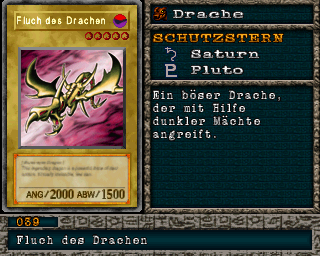 Fluch des Drachen
ANG/2000 ABW/1500
Drache
SCHUTZSTERN
Saturn
Pluto
Ein böser Drache,
der mit Hilfe
dunkler Mächte
angreift.
039
Fluch des Drachen